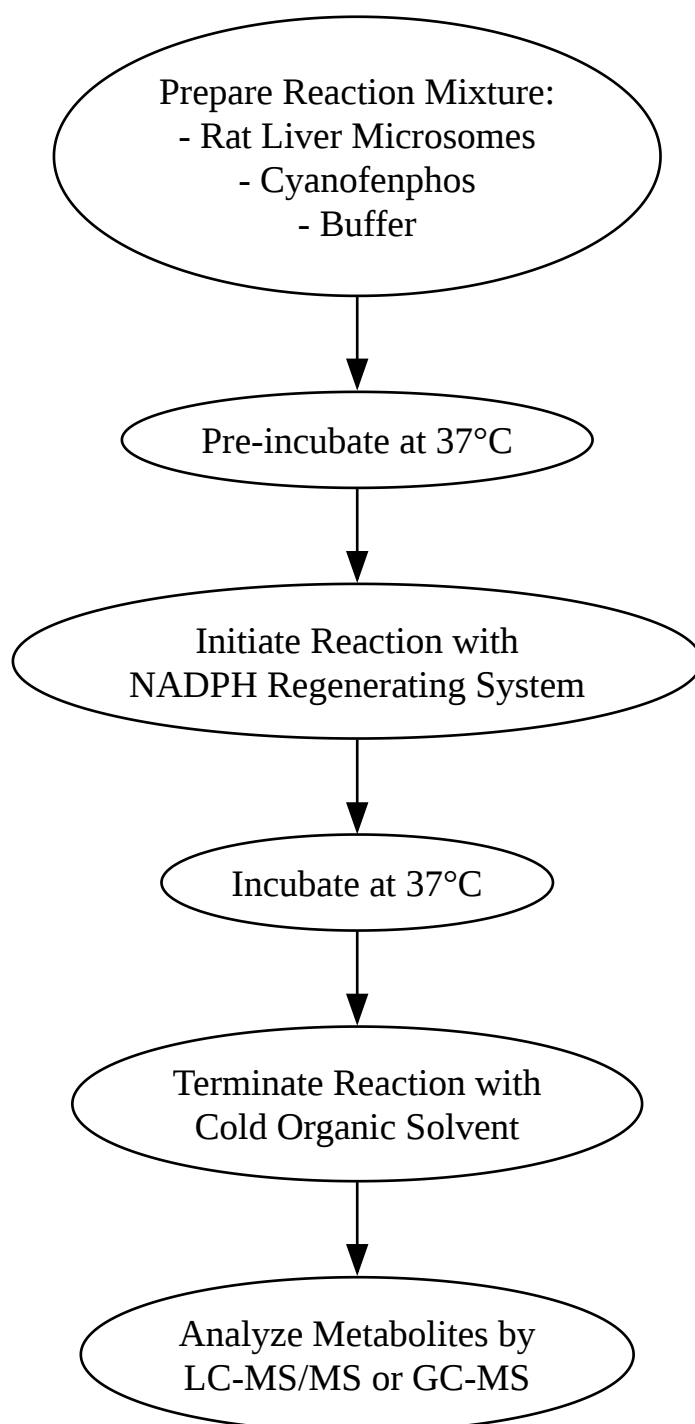 Prepare Reaction Mixture:
- Rat Liver Microsomes
- Cyanofenphos
- Buffer
Pre-incubate at 37°C
Initiate Reaction with
NADPH Regenerating System
Incubate at 37°C
Terminate Reaction with
Cold Organic Solvent
Analyze Metabolites by
LC-MS/MS or GC-MS